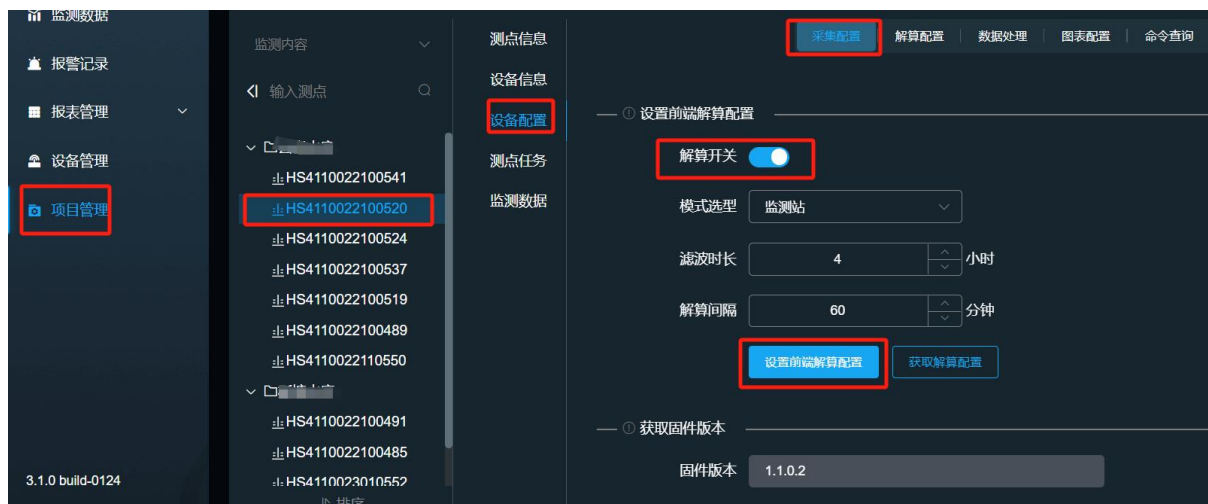 监测数据
报警记录
报表管理
设备管理
项目管理
3.1.0 build-0124
监测内容
输入测点
HS4110022100541
HS4110022100520
HS4110022100524
HS4110022100537
HS4110022100519
HS4110022100489
HS4110022110550
HS4110022100491
HS4110022100485
HS4110023010552
排序
测点信息
设备信息
设备配置
测点任务
监测数据
采集配置 解算配置 数据处理 图表配置 命令查询
设置前端解算配置
解算开关
模式选型 监测站
滤波时长 4 小时
解算间隔 60 分钟
设置前端解算配置 获取解算配置
获取固件版本
固件版本 1.1.0.2